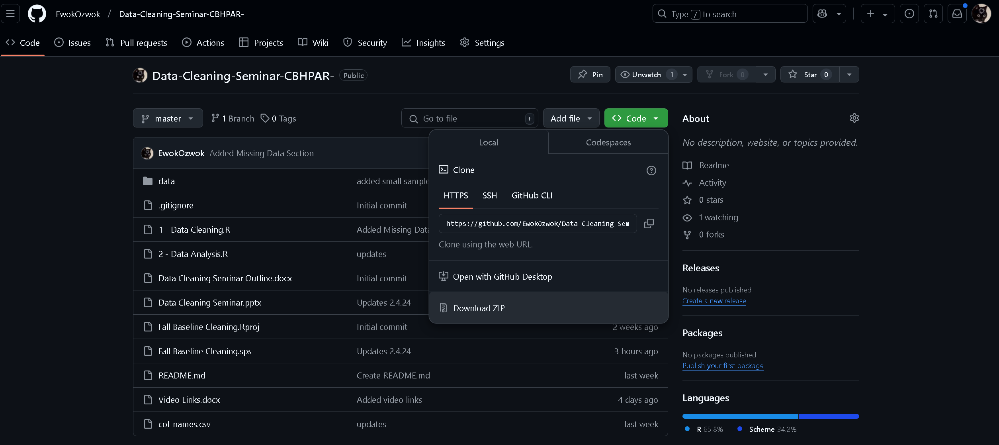 EwokOzwok / Data-Cleaning-Seminar-CBHPAR-
Type / to search
Code Issues Pull requests Actions Projects Wiki Security Insights Settings
Data-Cleaning-Seminar-CBHPAR- Public
Pin Unwatch 1 Fork 0 Star 0
master 1 Branch 0 Tags
Go to file t Add file Code
Local Codespaces
Clone
HTTPS SSH GitHub CLI
https://github.com/EwokOzwok/Data-Cleaning-Sem
Clone using the web URL.
Open with GitHub Desktop
Download ZIP
EwokOzwok Added Missing Data Section
data added small sample
.gitignore Initial commit
1 - Data Cleaning.R Added Missing Data
2 - Data Analysis.R updates
Data Cleaning Seminar Outline.docx Initial commit
Data Cleaning Seminar.pptx Updates 2.4.24
Fall Baseline Cleaning.Rproj Initial commit 2 weeks ago
Fall Baseline Cleaning.sps Updates 2.4.24 3 hours ago
README.md Create README.md last week
Video Links.docx Added video links 4 days ago
col_names.csv updates last week
About
No description, website, or topics provided.
Readme
Activity
0 stars
1 watching
0 forks
Releases
No releases published
Create a new release
Packages
No packages published
Publish your first package
Languages
R 65.8% Scheme 34.2%